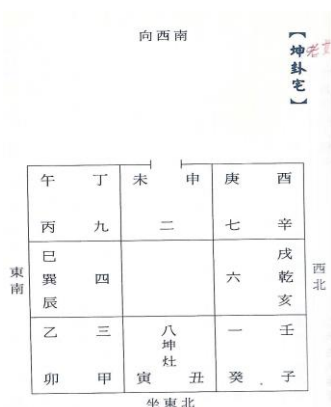 向西南
【坤卦宅】
老女
午 丁 未 申 庚 酉
丙 九 二 七 辛
東南
巳
巽 四
辰
六
戌
乾
亥
西北
乙 三
卯 甲
八
坤
灶
寅 丑
一 壬
癸 子
坐東北